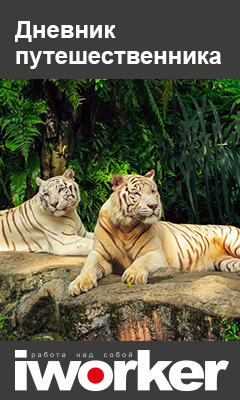 Дневник
путешественника
работа над собой
iworker